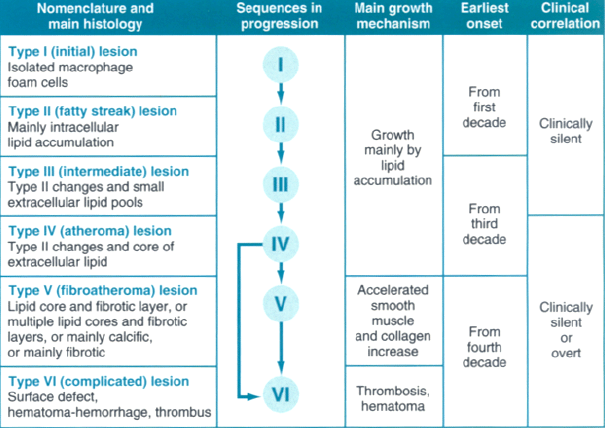 Nomenclature and
main histology
Sequences in
progression
Main growth
mechanism
Earliest
onset
Clinical
correlation
Type I (initial) lesion
Isolated macrophage
foam cells
I
Type II (fatty streak) lesion
Mainly intracellular
lipid accumulation
II
Type III (intermediate) lesion
Type II changes and small
extracellular lipid pools
III
Type IV (atheroma) lesion
Type II changes and core of
extracellular lipid
IV
Type V (fibroatheroma) lesion
Lipid core and fibrotic layer, or
multiple lipid cores and fibrotic
layers, or mainly calcific,
or mainly fibrotic
V
Type VI (complicated) lesion
Surface defect,
hematoma-hemorrhage, thrombus
VI
Growth
mainly by
lipid
accumulation
Accelerated
smooth
muscle
and collagen
increase
Thrombosis,
hematoma
From
first
decade
From
third
decade
From
fourth
decade
Clinically
silent
Clinically
silent
or
overt